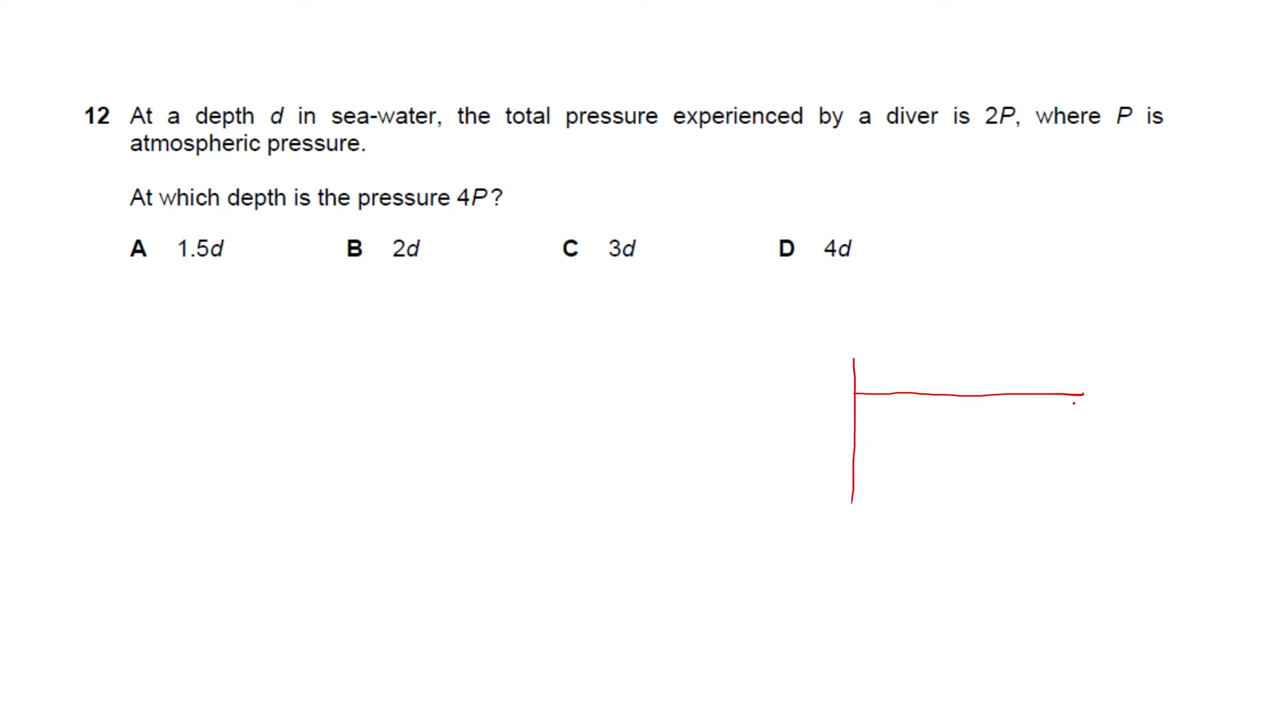 12 At a depth d in sea-water, the total pressure experienced by a diver is 2P, where P is
atmospheric pressure.
At which depth is the pressure 4P?
A 1.5d B 2d C 3d D 4d